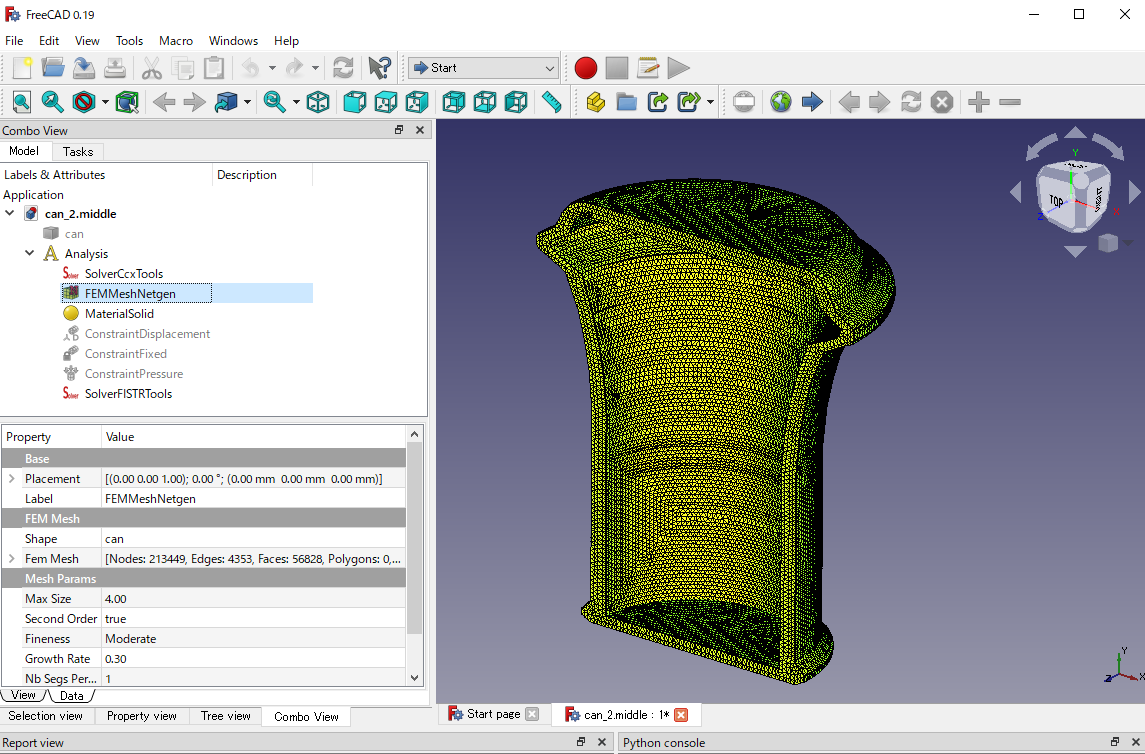 FreeCAD 0.19
File Edit View Tools Macro Windows Help
Start
Combo View
Model Tasks
Labels & Attributes Description
Application
can_2.middle
can
Analysis
SolverCcxTools
FEMMeshNetgen
MaterialSolid
ConstraintDisplacement
ConstraintFixed
ConstraintPressure
SolverFISTRTools
Property Value
Base
Placement [(0.00 0.00 1.00); 0.00 °; (0.00 mm 0.00 mm 0.00 mm)]
Label FEMMeshNetgen
FEM Mesh
Shape can
Fem Mesh [Nodes: 213449, Edges: 4353, Faces: 56828, Polygons: 0,...
Mesh Params
Max Size 4.00
Second Order true
Fineness Moderate
Growth Rate 0.30
Nb Segs Per... 1
View Data
Selection view Property view Tree view Combo View
Start page can_2.middle : 1*
Report view Python console
TOP RIGHT
Y
Z
Y
Z X